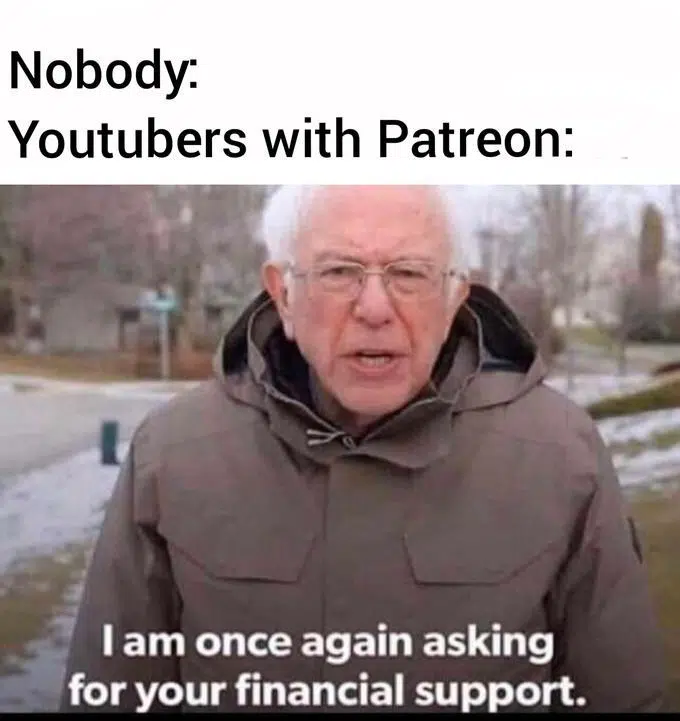 Nobody:
Youtubers with Patreon:
I am once again asking
for your financial support.